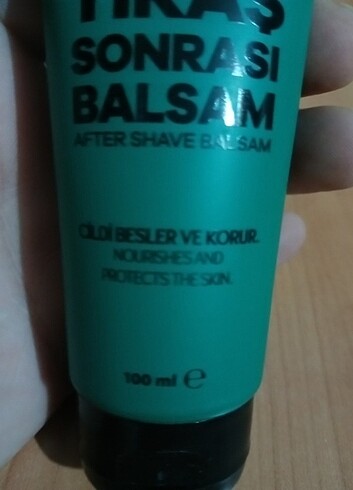 TIRAŞ
SONRASI
BALSAM
AFTER SHAVE BALSAM
CİLDİ BESLER VE KORUR.
NOURISHES AND
PROTECTS THE SKIN.
100 ml ℮